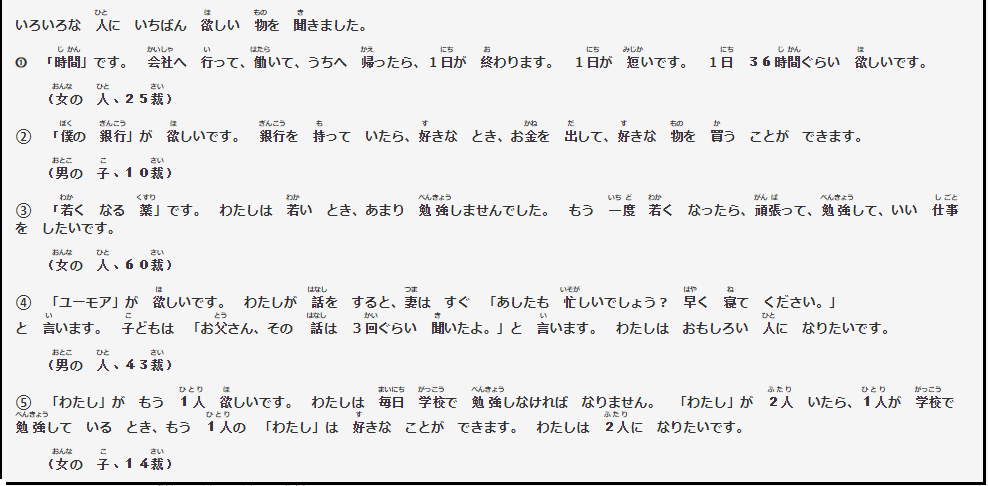 いろいろな　人に　いちばん　欲しい　物を　聞きました。
①　「時間」です。　会社へ　行って、働いて、うちへ　帰ったら、１日が　終わります。　１日が　短いです。　１日　３６時間ぐらい　欲しいです。
（女の　人、２５裁）
②　「僕の　銀行」が　欲しいです。　銀行を　持って　いたら、好きな　とき、お金を　出して、好きな　物を　買う　ことが　できます。
（男の　子、１０裁）
③　「若く　なる　薬」です。　わたしは　若い　とき、あまり　勉強しませんでした。　もう　一度　若く　なったら、頑張って、勉強して、いい　仕事
を　したいです。
（女の　人、６０裁）
④　「ユーモア」が　欲しいです。　わたしが　話を　すると、妻は　すぐ　「あしたも　忙しいでしょう？　早く　寝て　ください。」
と　言います。　子どもは　「お父さん、その　話は　３回ぐらい　聞いたよ。」と　言います。　わたしは　おもしろい　人に　なりたいです。
（男の　人、４３裁）
⑤　「わたし」が　もう　１人　欲しいです。　わたしは　毎日　学校で　勉強しなければ　なりません。　「わたし」が　２人　いたら、１人が　学校で
勉強して　いる　とき、もう　１人の　「わたし」は　好きな　ことが　できます。　わたしは　２人に　なりたいです。
（女の　子、１４裁）